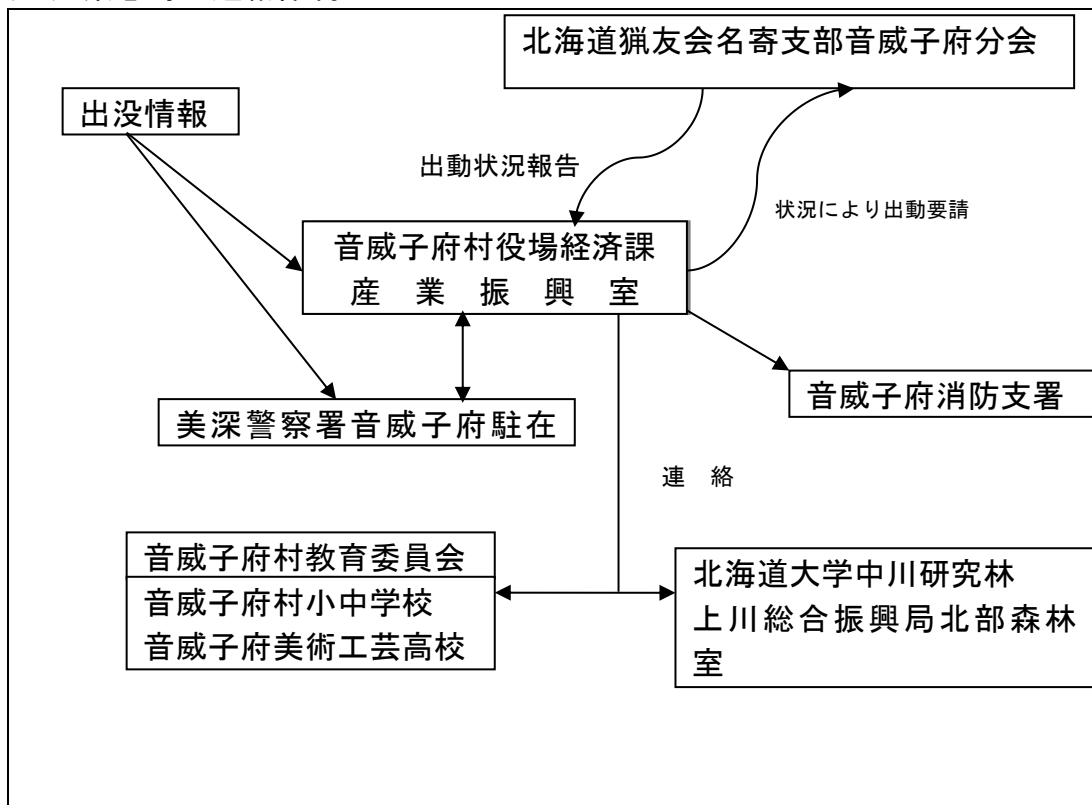 北海道猟友会名寄支部音威子府分会
出没情報
出動状況報告
状況により出動要請
音威子府村役場経済課
産　業　振　興　室
音威子府消防支署
美深警察署音威子府駐在
連　絡
音威子府村教育委員会
音威子府村小中学校
音威子府美術工芸高校
北海道大学中川研究林
上川総合振興局北部森林
室